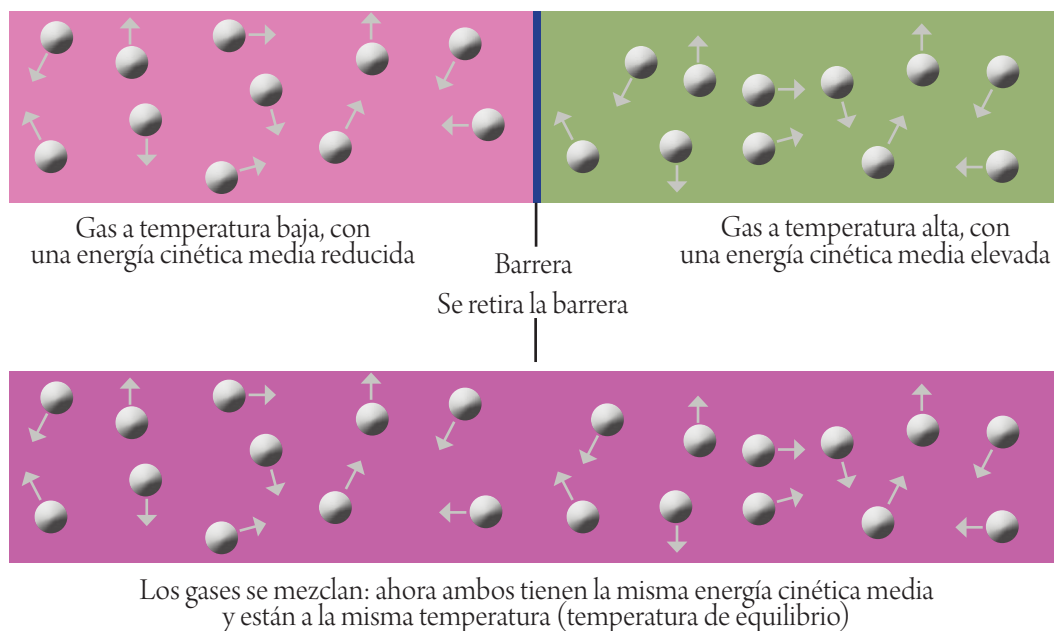 Gas a temperatura baja, con
una energía cinética media reducida
Gas a temperatura alta, con
una energía cinética media elevada
Barrera
Se retira la barrera
Los gases se mezclan: ahora ambos tienen la misma energía cinética media
y están a la misma temperatura (temperatura de equilibrio)